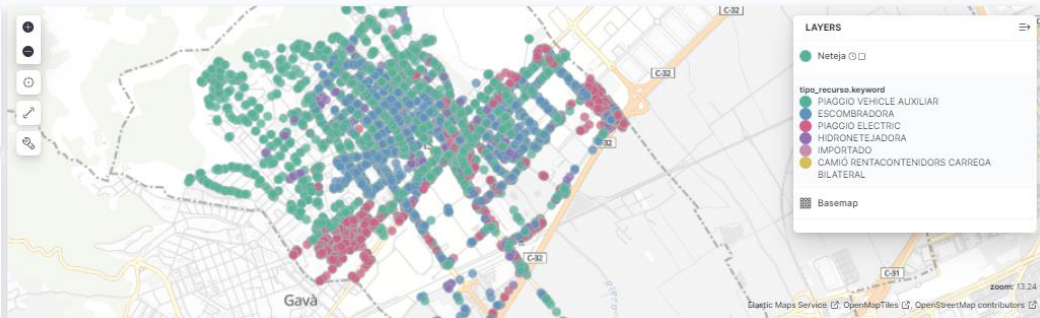 C-32
C-32
32
C-32
C-31
Gavà
LAYERS
Neteja
tipo_recurso.keyword
PIAGGIO VEHICLE AUXILIAR
ESCOMBRADORA
PIAGGIO ELECTRIC
HIDRONETEJADORA
IMPORTADO
CAMIÓ RENTACONTENIDORS CARREGA
BILATERAL
Basemap
zoom: 13.24
Elastic Maps Service, OpenMapTiles, OpenStreetMap contributors